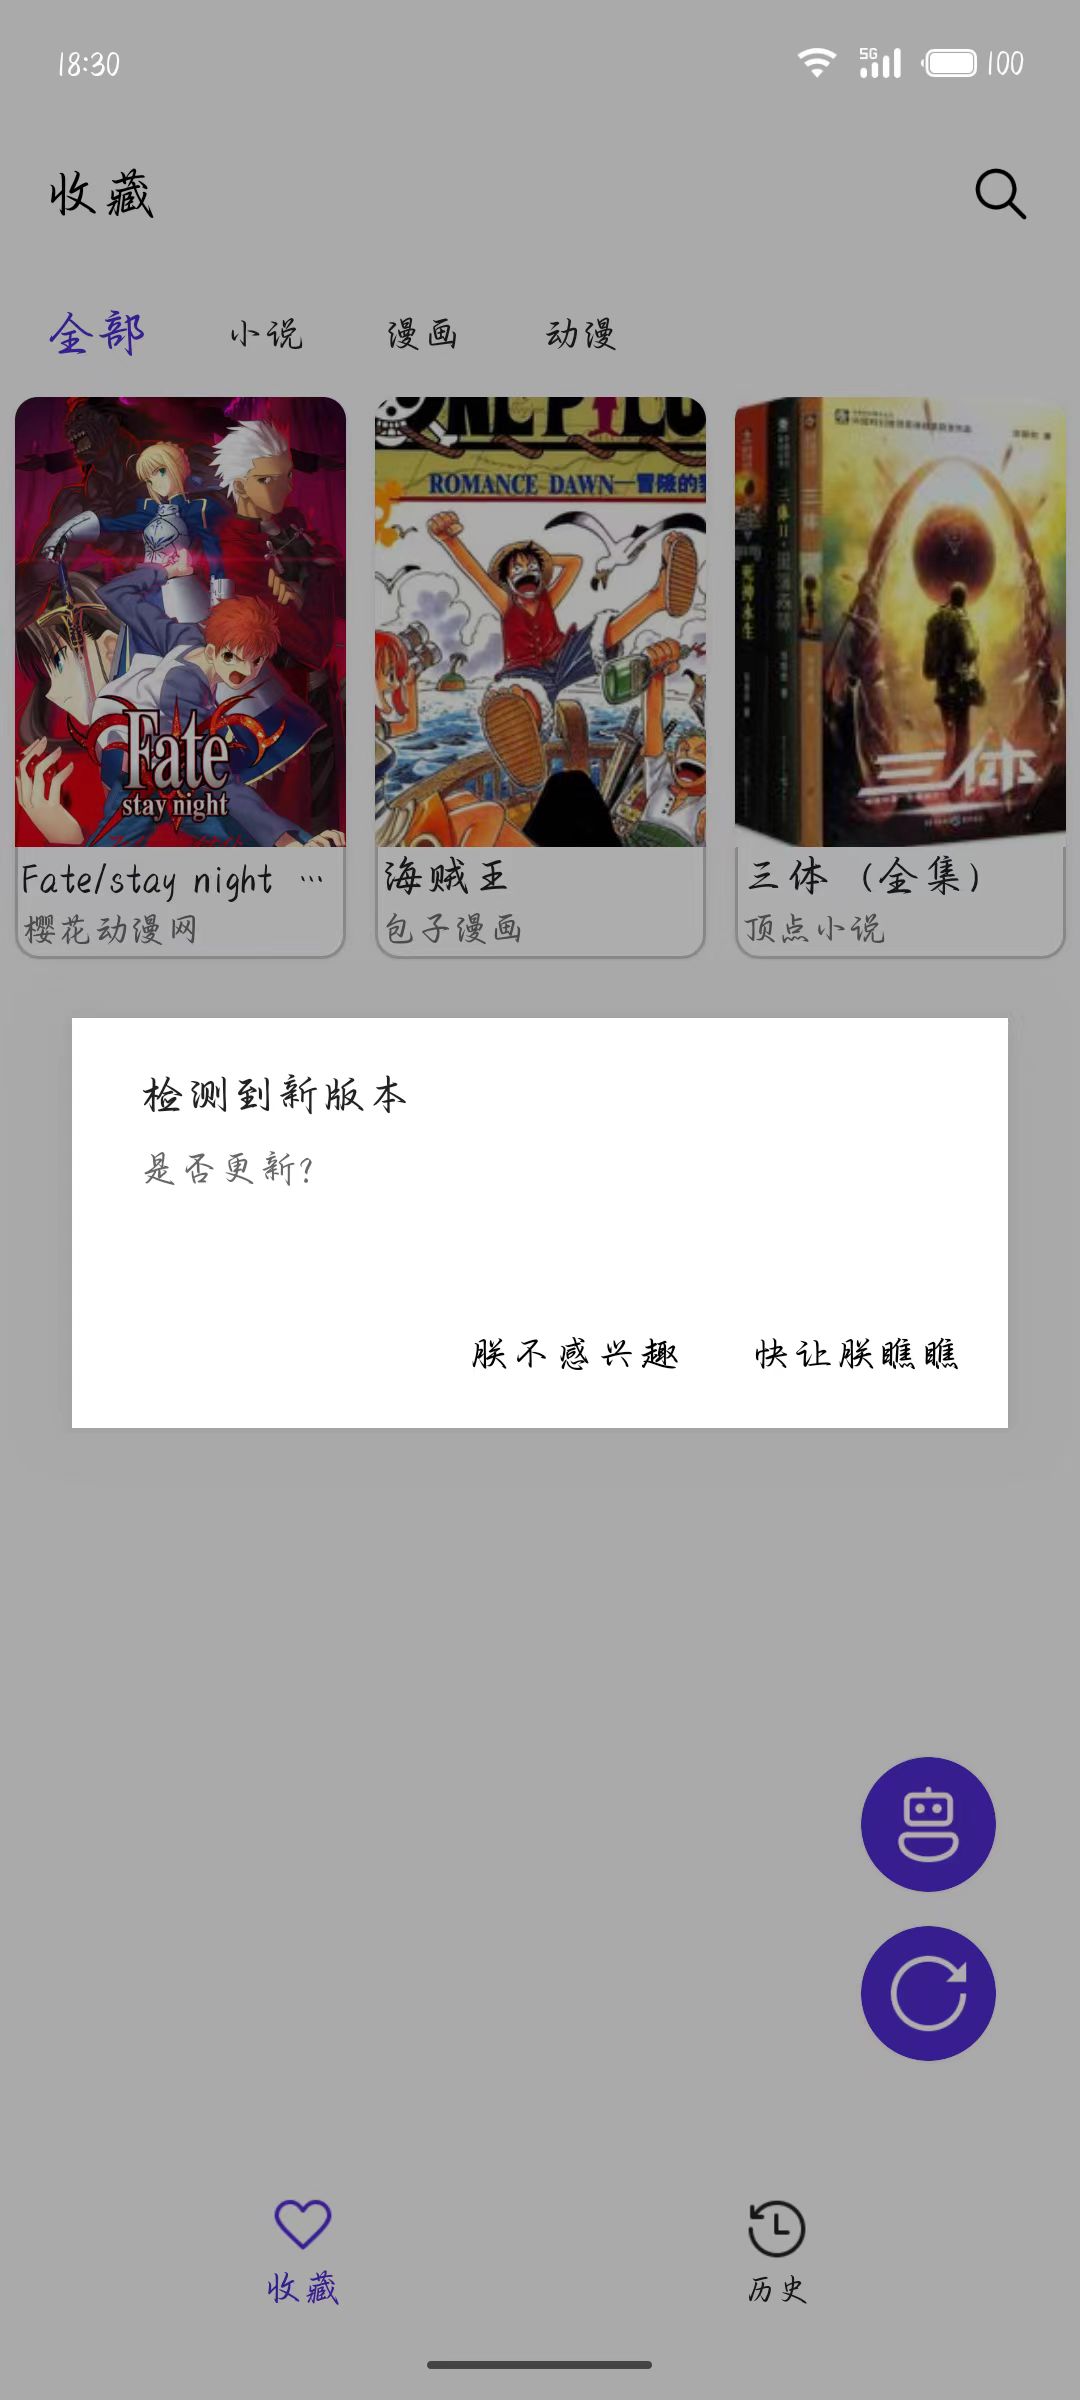 18:30
5G
100
收藏
全部 小说 漫画 动漫
ONE PIECE
ROMANCE DAWN—冒險的
Fate
stay night
三体
Fate/stay night …
海贼王
三体（全集）
樱花动漫网
包子漫画
顶点小说
检测到新版本
是否更新?
朕不感兴趣 快让朕瞧瞧
收藏
历史